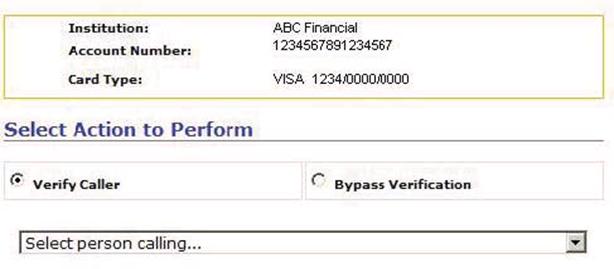 Institution: ABC Financial
Account Number: 1234567891234567
Card Type: VISA 1234/0000/0000
Select Action to Perform
Verify Caller Bypass Verification
Select person calling...